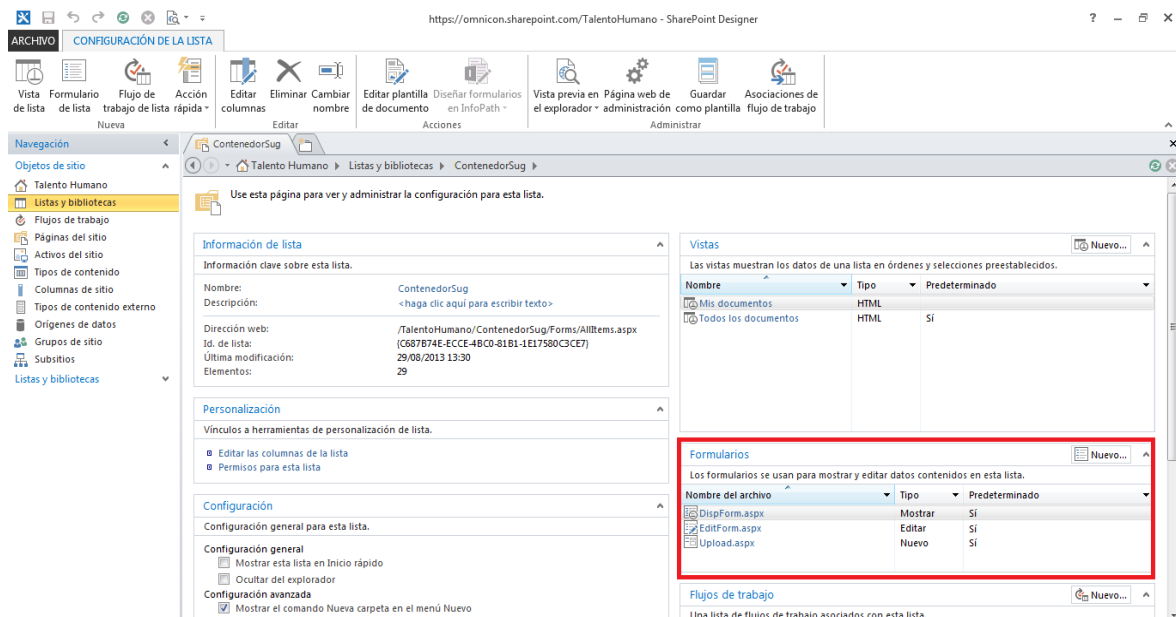 https://omnicon.sharepoint.com/TalentoHumano - SharePoint Designer
ARCHIVO CONFIGURACIÓN DE LA LISTA
Vista de lista
Formulario de lista
Flujo de trabajo de lista
Acción rápida
Nueva
Editar columnas
Eliminar
Cambiar nombre
Editar
Editar plantilla de documento
Diseñar formularios en InfoPath
Acciones
Vista previa en el explorador
Página web de administración
Guardar como plantilla
Asociaciones de flujo de trabajo
Administrar
Navegación
Objetos de sitio
Talento Humano
Listas y bibliotecas
Flujos de trabajo
Páginas del sitio
Activos del sitio
Tipos de contenido
Columnas de sitio
Tipos de contenido externo
Orígenes de datos
Grupos de sitio
Subsitios
Listas y bibliotecas
ContenedorSug
Talento Humano Listas y bibliotecas ContenedorSug
Use esta página para ver y administrar la configuración para esta lista.
Información de lista
Información clave sobre esta lista.
Nombre: ContenedorSug
Descripción: <haga clic aquí para escribir texto>
Dirección web: /TalentoHumano/ContenedorSug/Forms/AllItems.aspx
Id. de lista: {C687B74E-ECCE-4BC0-81B1-1E17580C3CE7}
Última modificación: 29/08/2013 13:30
Elementos: 29
Personalización
Vínculos a herramientas de personalización de lista.
Editar las columnas de la lista
Permisos para esta lista
Configuración
Configuración general para esta lista.
Configuración general
Mostrar esta lista en Inicio rápido
Ocultar del explorador
Configuración avanzada
Mostrar el comando Nueva carpeta en el menú Nuevo
Vistas Nuevo...
Las vistas muestran los datos de una lista en órdenes y selecciones preestablecidos.
Nombre Tipo Predeterminado
Mis documentos HTML
Todos los documentos HTML Sí
Formularios Nuevo...
Los formularios se usan para mostrar y editar datos contenidos en esta lista.
Nombre del archivo Tipo Predeterminado
DispForm.aspx Mostrar Sí
EditForm.aspx Editar Sí
Upload.aspx Nuevo Sí
Flujos de trabajo Nuevo...
Una lista de flujos de trabajo asociados con esta lista.